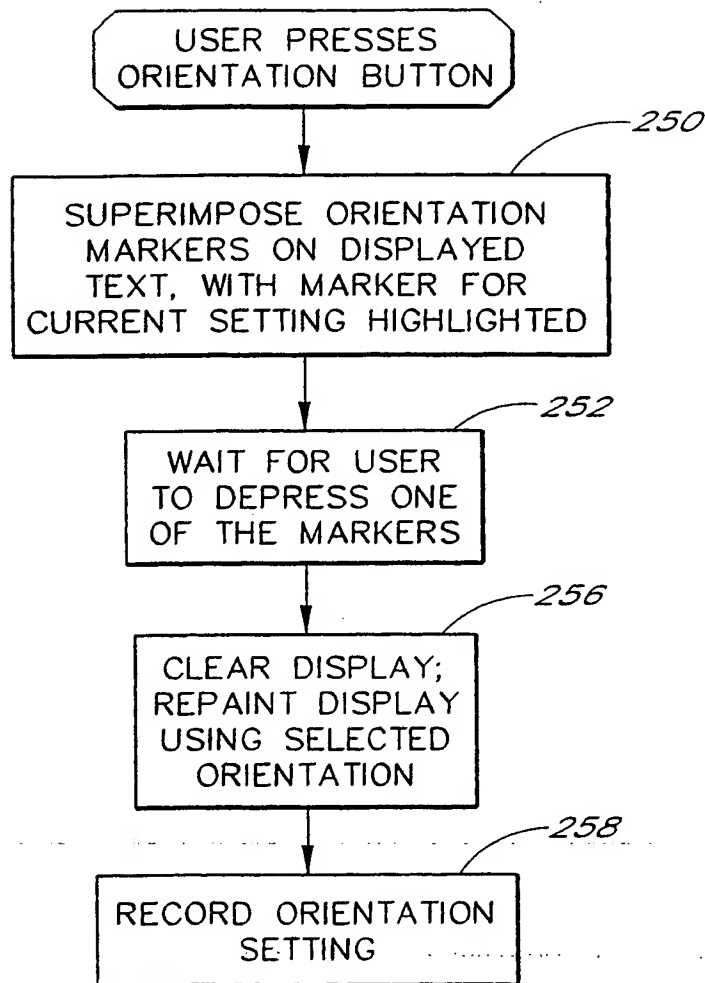 USER PRESSES
ORIENTATION BUTTON
250
SUPERIMPOSE ORIENTATION
MARKERS ON DISPLAYED
TEXT, WITH MARKER FOR
CURRENT SETTING HIGHLIGHTED
252
WAIT FOR USER
TO DEPRESS ONE
OF THE MARKERS
256
CLEAR DISPLAY;
REPAINT DISPLAY
USING SELECTED
ORIENTATION
258
RECORD ORIENTATION
SETTING